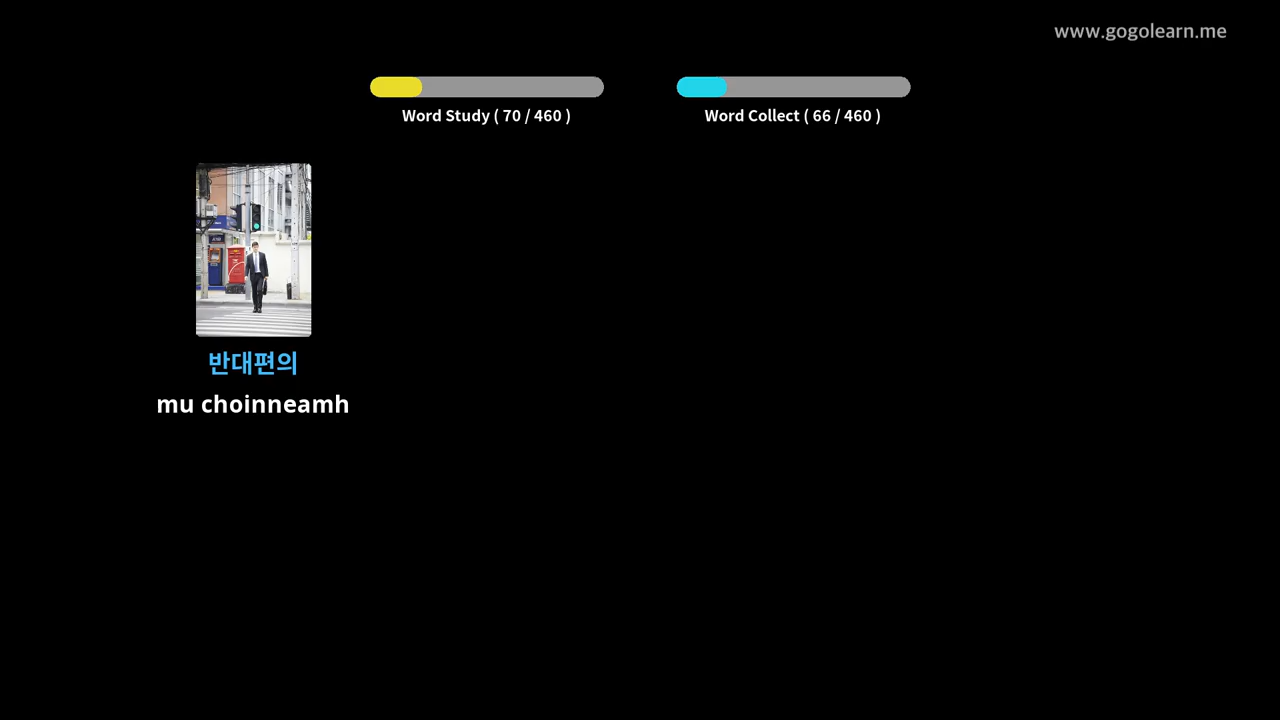 www.gogolearn.me
Word Study ( 70 / 460 )
Word Collect ( 66 / 460 )
반대편의
mu choinneamh